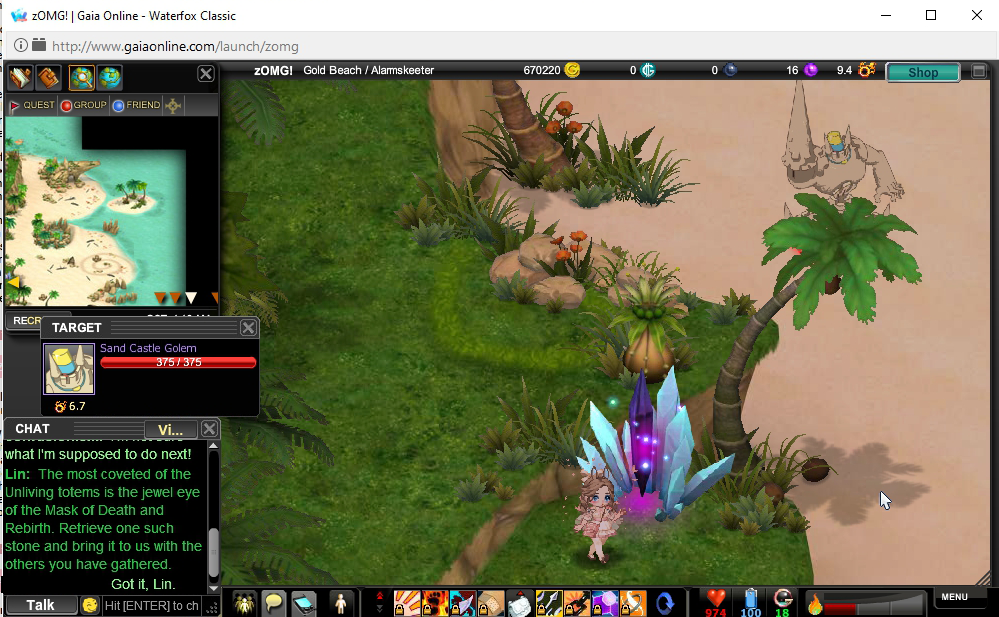 zOMG! | Gaia Online - Waterfox Classic
http://www.gaiaonline.com/launch/zomg
zOMG! Gold Beach / Alarmskeeter 670220 0 0 16 9.4 Shop
QUEST GROUP FRIEND
RECR
TARGET
Sand Castle Golem
375 / 375
6.7
CHAT Vi...
what I'm supposed to do next!
Lin: The most coveted of the
Unliving totems is the jewel eye
of the Mask of Death and
Rebirth. Retrieve one such
stone and bring it to us with the
others you have gathered.
Got it, Lin.
Talk Hit [ENTER] to ch
974 100 18 MENU